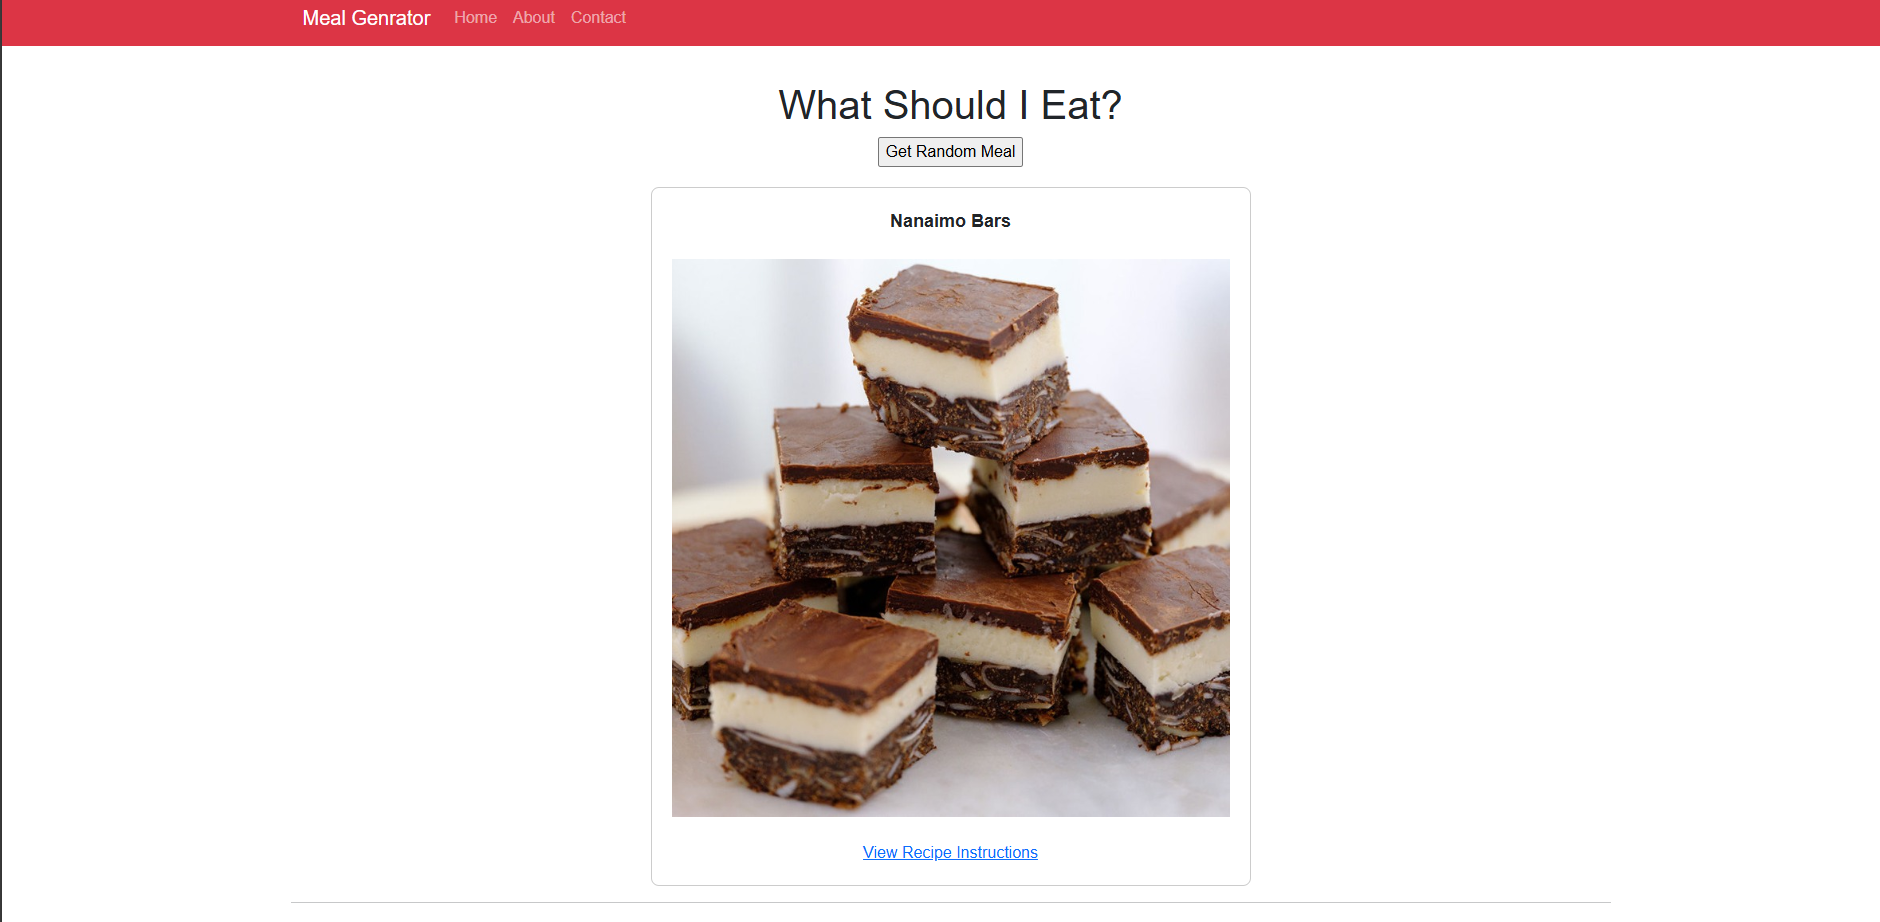 Meal Genrator Home About Contact
What Should I Eat?
Get Random Meal
Nanaimo Bars
View Recipe Instructions